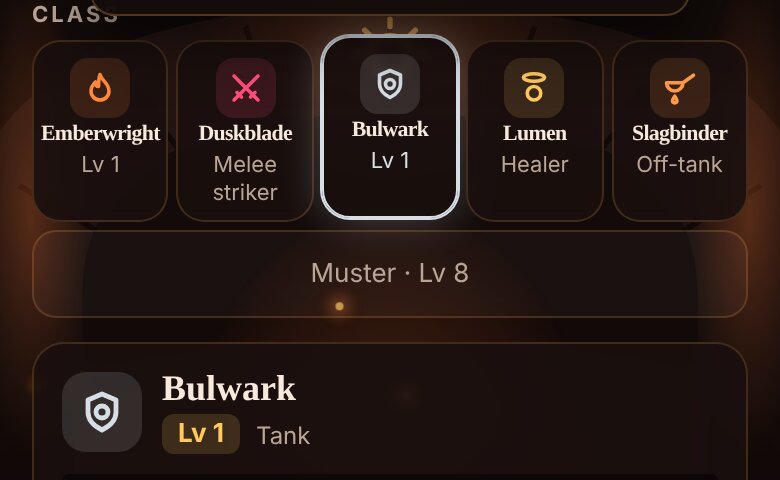 CLASS
Emberwright
Lv 1
Duskblade
Melee
striker
Bulwark
Lv 1
Lumen
Healer
Slagbinder
Off-tank
Muster · Lv 8
Bulwark
Lv 1
Tank